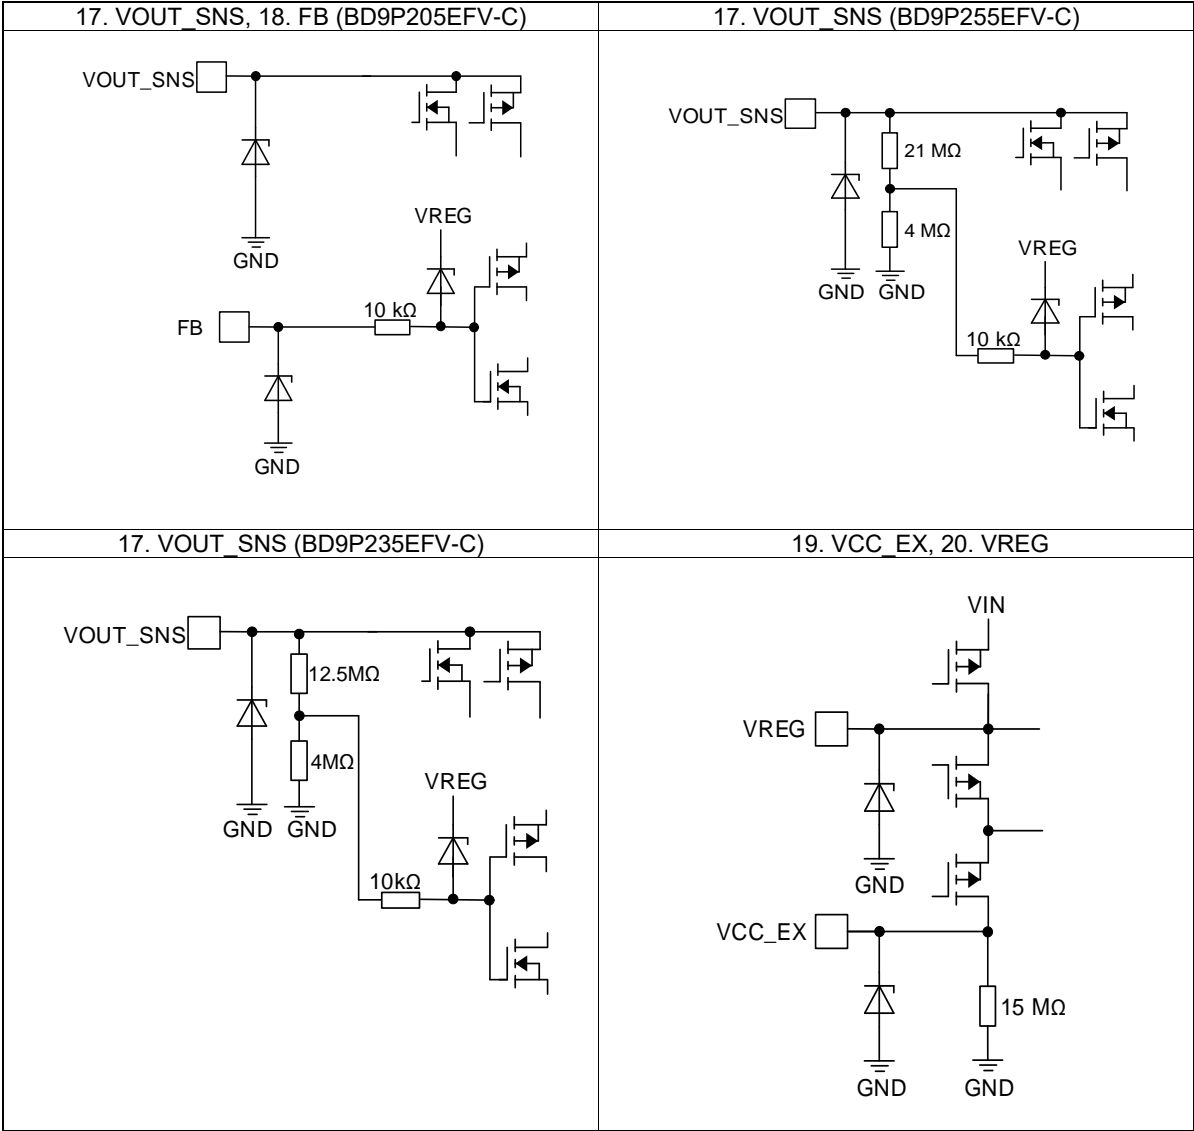 17. VOUT_SNS, 18. FB (BD9P205EFV-C)
VOUT_SNS
GND
VREG
10 kΩ
FB
GND
17. VOUT_SNS (BD9P255EFV-C)
VOUT_SNS
21 MΩ
4 MΩ
VREG
GND
GND
10 kΩ
17. VOUT_SNS (BD9P235EFV-C)
VOUT_SNS
12.5MΩ
4MΩ
VREG
GND
GND
10kΩ
19. VCC_EX, 20. VREG
VIN
VREG
GND
VCC_EX
15 MΩ
GND
GND